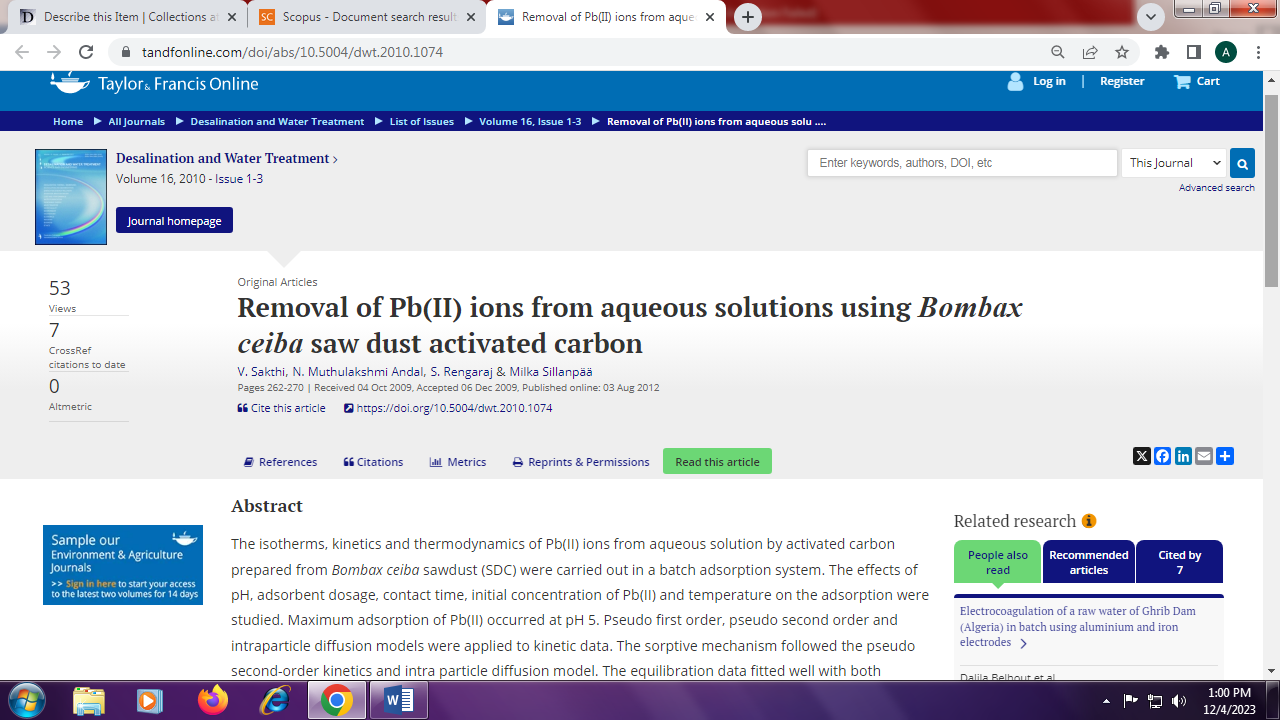 Describe this Item | Collections at
Scopus - Document search result
Removal of Pb(II) ions from aque
tandfonline.com/doi/abs/10.5004/dwt.2010.1074
A
Taylor & Francis Online
Log in | Register Cart
Home All Journals Desalination and Water Treatment List of Issues Volume 16, Issue 1-3 Removal of Pb(II) ions from aqueous solu ....
Desalination and Water Treatment
Volume 16, 2010 - Issue 1-3
Journal homepage
Enter keywords, authors, DOI, etc
This Journal
Advanced search
53
Views
7
CrossRef
citations to date
0
Altmetric
Original Articles
Removal of Pb(II) ions from aqueous solutions using Bombax
ceiba saw dust activated carbon
V. Sakthi, N. Muthulakshmi Andal, S. Rengaraj & Milka Sillanpää
Pages 262-270 | Received 04 Oct 2009, Accepted 06 Dec 2009, Published online: 03 Aug 2012
Cite this article https://doi.org/10.5004/dwt.2010.1074
References Citations Metrics Reprints & Permissions Read this article
Sample our
Environment & Agriculture
Journals
>> Sign in here to start your access
to the latest two volumes for 14 days
Abstract
The isotherms, kinetics and thermodynamics of Pb(II) ions from aqueous solution by activated carbon
prepared from Bombax ceiba sawdust (SDC) were carried out in a batch adsorption system. The effects of
pH, adsorbent dosage, contact time, initial concentration of Pb(II) and temperature on the adsorption were
studied. Maximum adsorption of Pb(II) occurred at pH 5. Pseudo first order, pseudo second order and
intraparticle diffusion models were applied to kinetic data. The sorptive mechanism followed the pseudo
second-order kinetics and intra particle diffusion model. The equilibration data fitted well with both
Related research
People also
read
Recommended
articles
Cited by
7
Electrocoagulation of a raw water of Ghrib Dam
(Algeria) in batch using aluminium and iron
electrodes
Dalila Belhout et al.
1:00 PM
12/4/2023